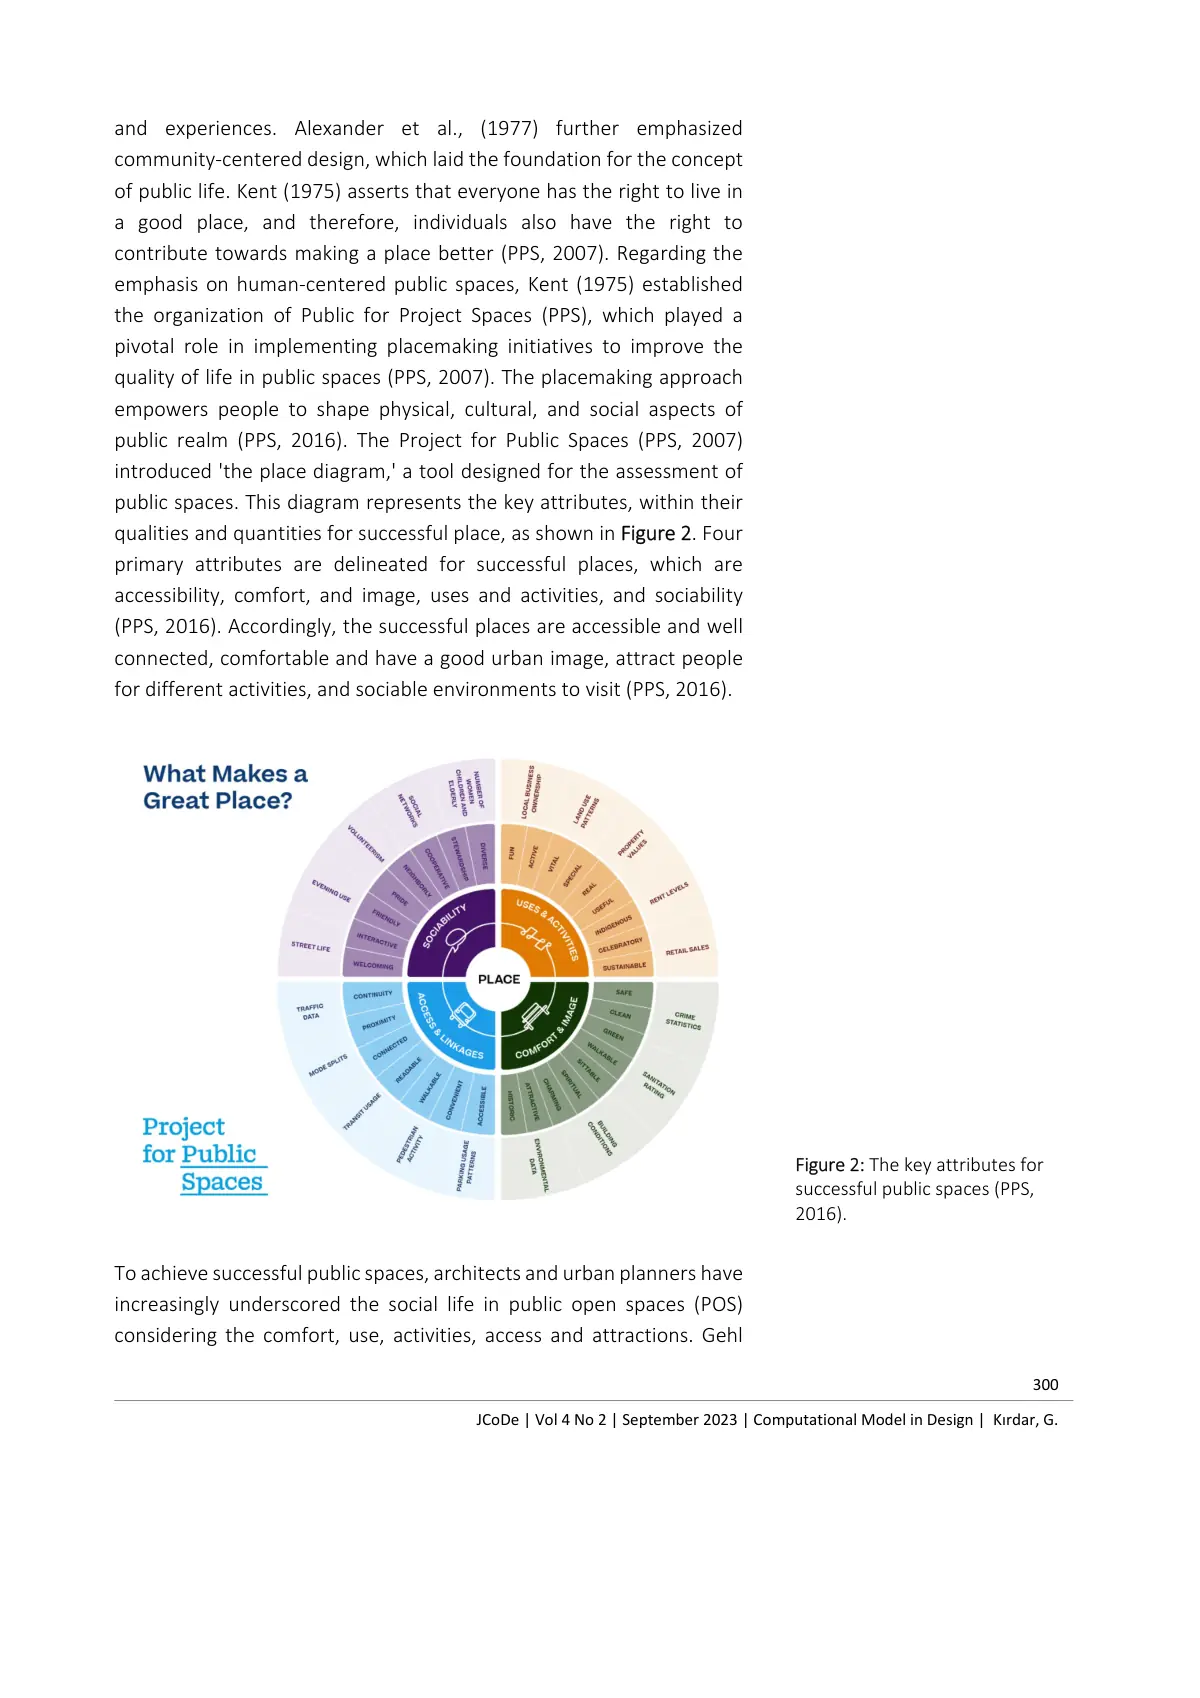 and experiences. Alexander et al., (1977) further emphasized
community-centered design, which laid the foundation for the concept
of public life. Kent (1975) asserts that everyone has the right to live in
a good place, and therefore, individuals also have the right to
contribute towards making a place better (PPS, 2007). Regarding the
emphasis on human-centered public spaces, Kent (1975) established
the organization of Public for Project Spaces (PPS), which played a
pivotal role in implementing placemaking initiatives to improve the
quality of life in public spaces (PPS, 2007). The placemaking approach
empowers people to shape physical, cultural, and social aspects of
public realm (PPS, 2016). The Project for Public Spaces (PPS, 2007)
introduced 'the place diagram,' a tool designed for the assessment of
public spaces. This diagram represents the key attributes, within their
qualities and quantities for successful place, as shown in Figure 2. Four
primary attributes are delineated for successful places, which are
accessibility, comfort, and image, uses and activities, and sociability
(PPS, 2016). Accordingly, the successful places are accessible and well
connected, comfortable and have a good urban image, attract people
for different activities, and sociable environments to visit (PPS, 2016).
What Makes a
Great Place?
PLACE
SOCIABILITY
DIVERSE
STEWARDSHIP
COOPERATIVE
NEIGHBORLY
PRIDE
FRIENDLY
INTERACTIVE
WELCOMING
NUMBER OF
WOMEN
CHILDREN AND
ELDERLY
SOCIAL
NETWORKS
VOLUNTEERISM
EVENING USE
STREET LIFE
USES & ACTIVITIES
FUN
ACTIVE
VITAL
SPECIAL
REAL
USEFUL
INDIGENOUS
CELEBRATORY
SUSTAINABLE
LOCAL BUSINESS
OWNERSHIP
LAND USE
PATTERNS
PROPERTY
VALUES
RENT LEVELS
RETAIL SALES
COMFORT & IMAGE
SAFE
CLEAN
GREEN
WALKABLE
SITTABLE
SPIRITUAL
CHARMING
ATTRACTIVE
HISTORIC
CRIME
STATISTICS
SANITATION
RATING
BUILDING
CONDITIONS
ENVIRONMENTAL
DATA
ACCESS & LINKAGES
CONTINUITY
PROXIMITY
CONNECTED
READABLE
WALKABLE
CONVENIENT
ACCESSIBLE
TRAFFIC
DATA
MODE SPLITS
TRANSIT USAGE
PEDESTRIAN
ACTIVITY
PARKING USAGE
PATTERNS
Project
for Public
Spaces
Figure 2: The key attributes for
successful public spaces (PPS,
2016).
To achieve successful public spaces, architects and urban planners have
increasingly underscored the social life in public open spaces (POS)
considering the comfort, use, activities, access and attractions. Gehl
300
JCoDe | Vol 4 No 2 | September 2023 | Computational Model in Design | Kırdar, G.